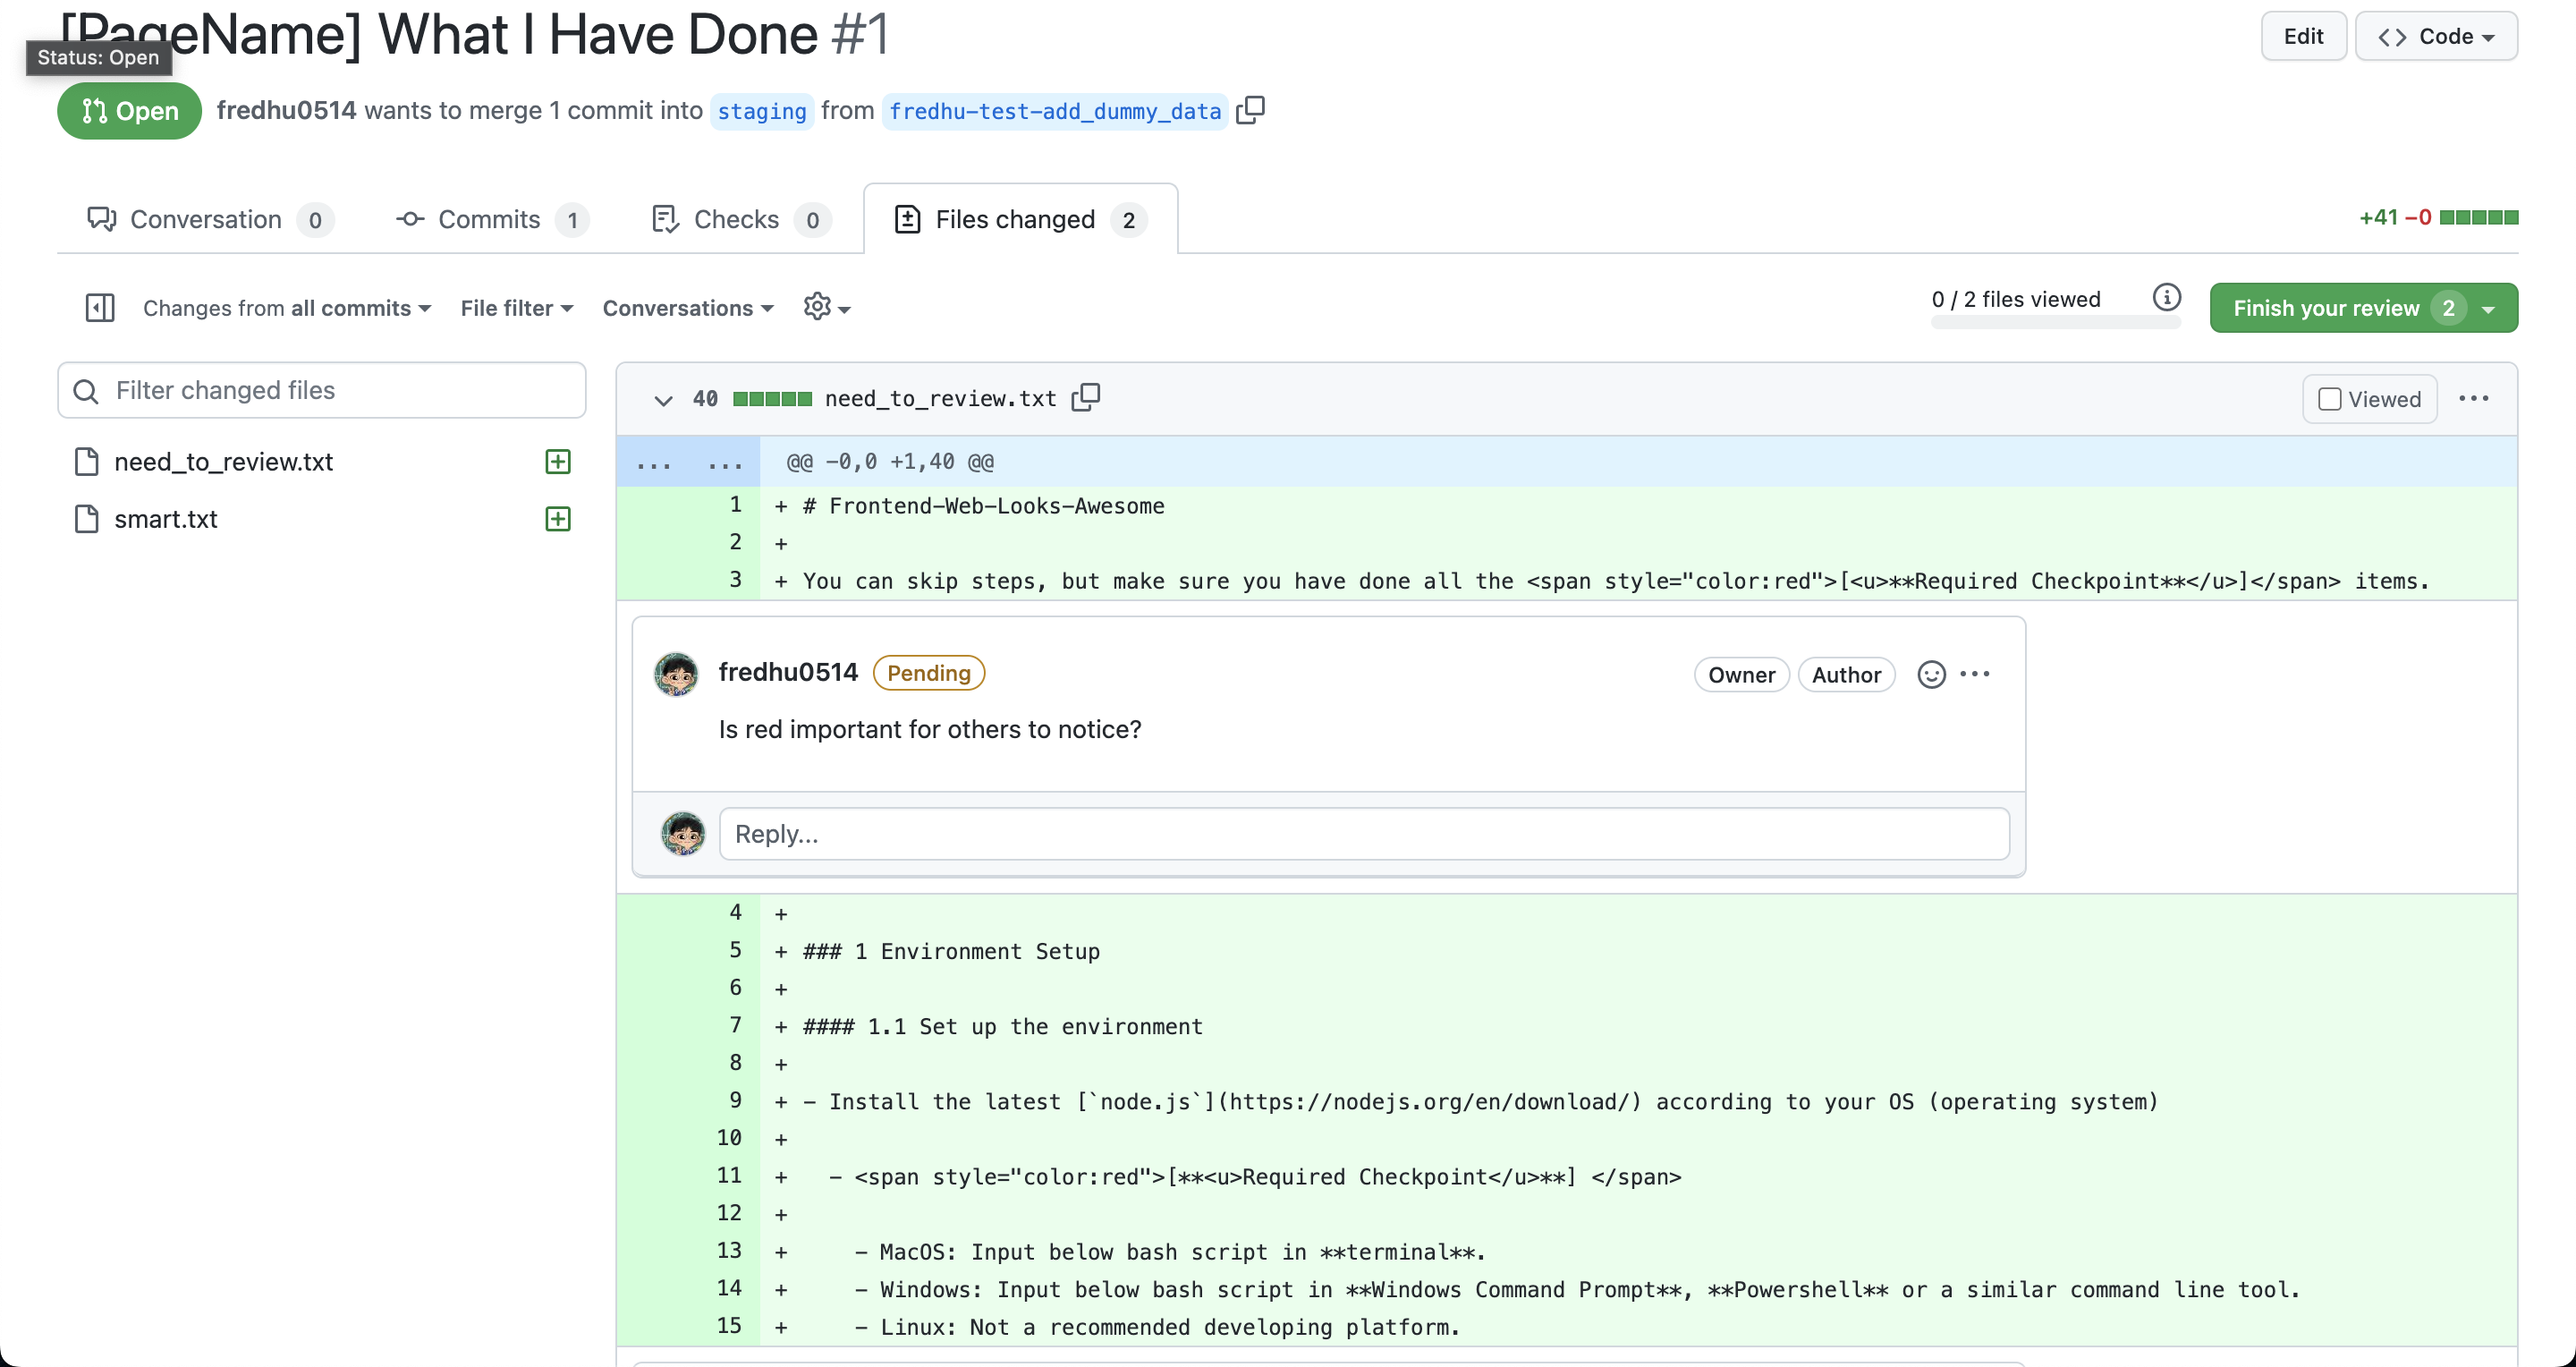 [PageName] What I Have Done #1
Edit
Code
Status: Open
Open
fredhu0514 wants to merge 1 commit into staging from fredhu-test-add_dummy_data
Conversation 0
Commits 1
Checks 0
Files changed 2
+41 −0
Changes from all commits
File filter
Conversations
0 / 2 files viewed
Finish your review 2
Filter changed files
need_to_review.txt
smart.txt
40 need_to_review.txt
Viewed
... ... @@ -0,0 +1,40 @@
1 + # Frontend-Web-Looks-Awesome
2 +
3 + You can skip steps, but make sure you have done all the <span style="color:red">[<u>**Required Checkpoint**</u>]</span> items.
fredhu0514 Pending
Owner
Author
Is red important for others to notice?
Reply...
4 +
5 + ### 1 Environment Setup
6 +
7 + #### 1.1 Set up the environment
8 +
9 + - Install the latest [`node.js`](https://nodejs.org/en/download/) according to your OS (operating system)
10 +
11 +   - <span style="color:red">[**<u>Required Checkpoint</u>**] </span>
12 +
13 +     - MacOS: Input below bash script in **terminal**.
14 +     - Windows: Input below bash script in **Windows Command Prompt**, **Powershell** or a similar command line tool.
15 +     - Linux: Not a recommended developing platform.